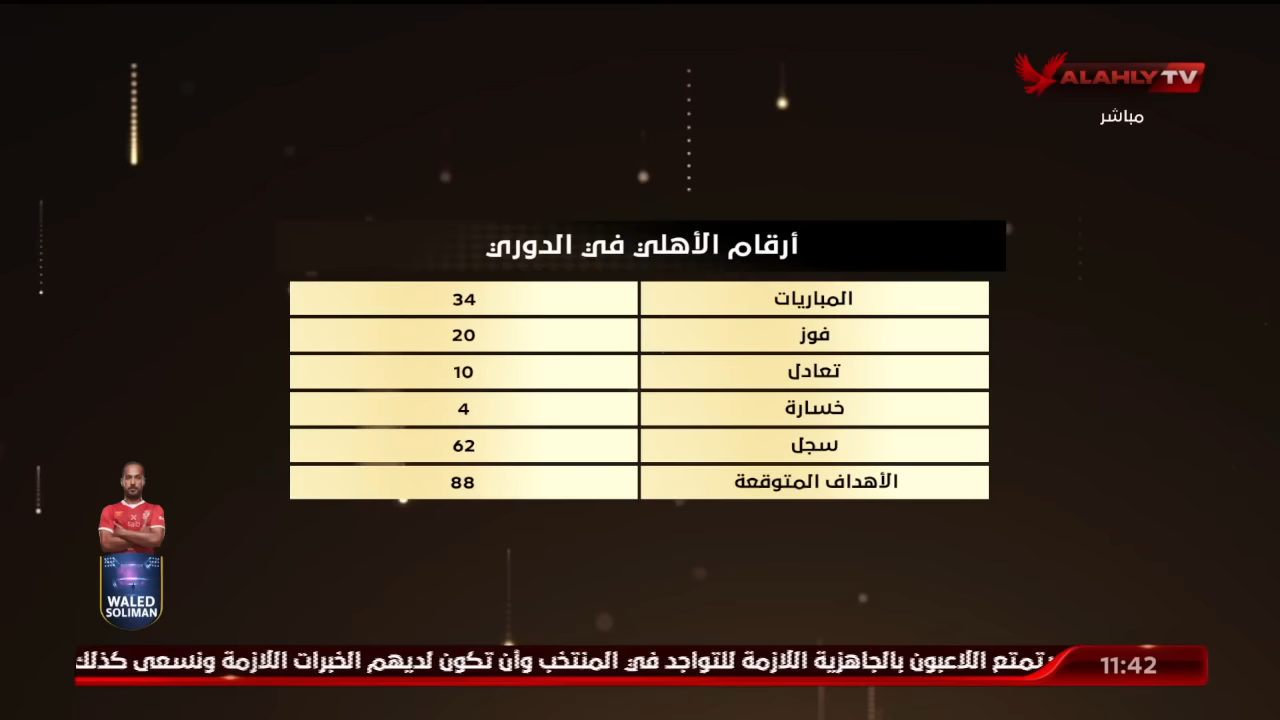 ALAHLY TV
مباشر
أرقام الأهلي في الدوري
المباريات 34
فوز 20
تعادل 10
خسارة 4
سجل 62
الأهداف المتوقعة 88
WALED
SOLIMAN
تمتع اللاعبون بالجاهزية اللازمة للتواجد في المنتخب وأن تكون لديهم الخبرات اللازمة ونسعى كذلك
11:42